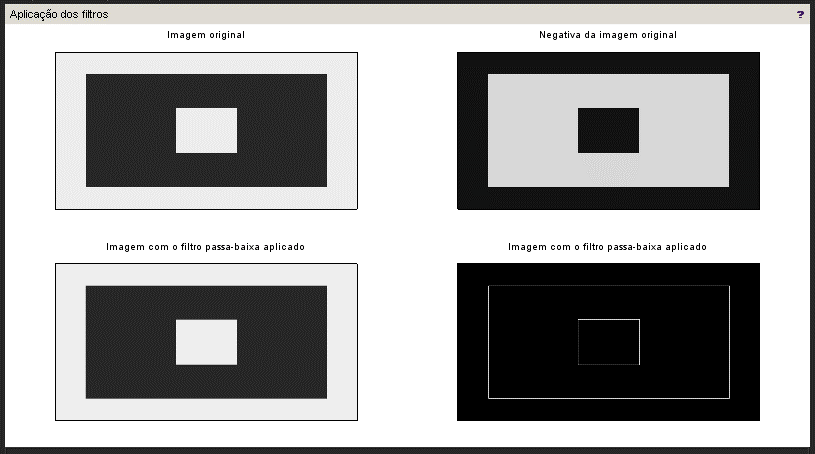 Aplicação dos filtros ?
Imagem original
Negativa da imagem original
Imagem com o filtro passa-baixa aplicado
Imagem com o filtro passa-baixa aplicado